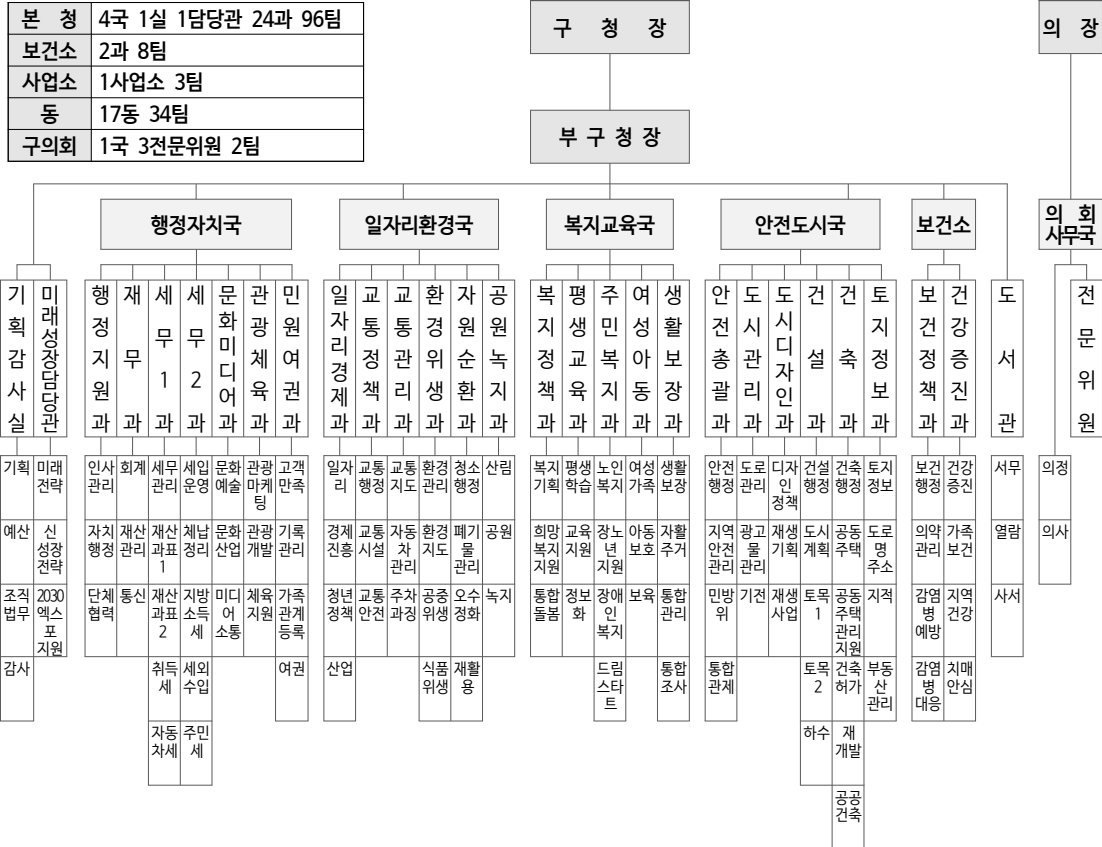 본 청 4국 1실 1담당관 24과 96팀
보건소 2과 8팀
사업소 1사업소 3팀
동 17동 34팀
구의회 1국 3전문위원 2팀
구 청 장
부 구 청 장
의 장
행정자치국
일자리환경국
복지교육국
안전도시국
보건소
의 회
사무국
기획감사실
미래성장담당관
행정지원과
재무과
세무1과
세무2과
문화미디어과
관광체육과
민원여권과
일자리경제과
교통정책과
교통관리과
환경위생과
자원순환과
공원녹지과
복지정책과
평생교육과
주민복지과
여성아동과
생활보장과
안전총괄과
도시관리과
도시디자인과
건설과
건축과
토지정보과
보건정책과
건강증진과
도서관
전문위원
기획
예산
조직법무
감사
미래전략
신성장전략
2030엑스포지원
인사관리
자치행정
단체협력
회계
재산관리
통신
세무관리
재산과표1
재산과표2
취득세
자동차세
세입운영
체납정리
지방소득세
세외수입
주민세
문화예술
문화산업
미디어소통
관광마케팅
관광개발
체육지원
고객만족
기록관리
가족관계등록
여권
일자리
경제진흥
청년정책
산업
교통행정
교통시설
교통안전
교통지도
자동차관리
주차과징
환경관리
환경지도
공중위생
식품위생
청소행정
폐기물관리
오수정화
재활용
산림
공원
녹지
복지기획
희망복지지원
통합돌봄
평생학습
교육지원
정보화
노인복지
장노년지원
장애인복지
드림스타트
여성가족
아동보호
보육
생활보장
자활주거
통합관리
통합조사
안전행정
지역안전관리
민방위
통합관제
도로관리
광고물관리
기전
디자인정책
재생기획
재생사업
건설행정
도시계획
토목1
토목2
하수
건축행정
공동주택
공동주택관리지원
건축허가
재개발
공공건축
토지정보
도로명주소
지적
부동산관리
보건행정
의약관리
감염병예방
감염병대응
건강증진
가족보건
지역건강
치매안심
서무
열람
사서
의정
의사